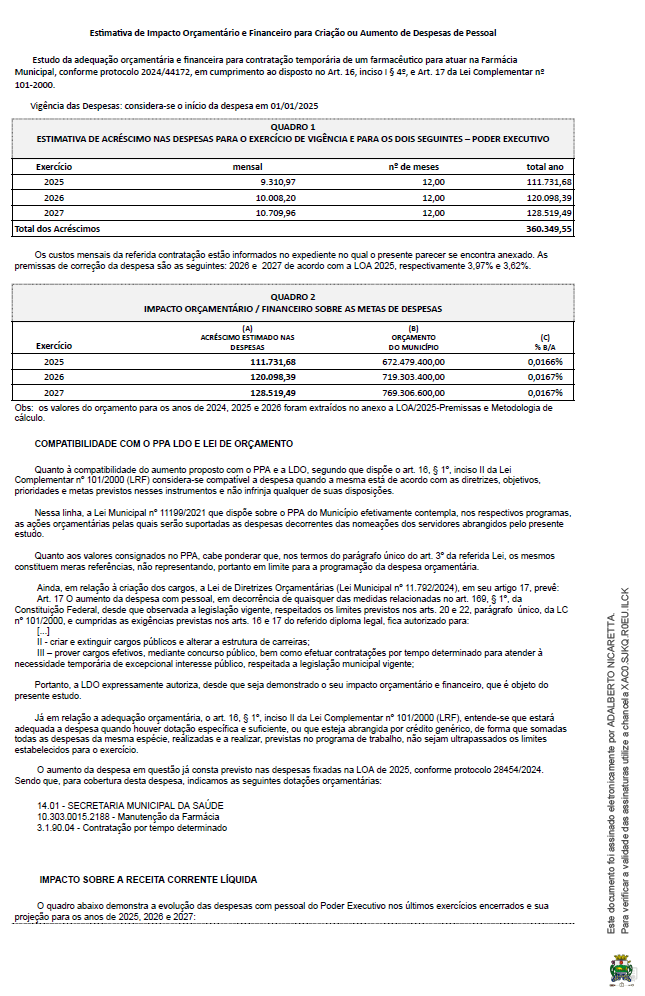 Estimativa de Impacto Orçamentário e Financeiro para Criação ou Aumento de Despesas de Pessoal
Estudo da adequação orçamentária e financeira para contratação temporária de um farmacêutico para atuar na Farmácia
Municipal, conforme protocolo 2024/44172, em cumprimento ao disposto no Art. 16, inciso I § 4º, e Art. 17 da Lei Complementar nº
101-2000.
Vigência das Despesas: considera-se o início da despesa em 01/01/2025
QUADRO 1
ESTIMATIVA DE ACRÉSCIMO NAS DESPESAS PARA O EXERCÍCIO DE VIGÊNCIA E PARA OS DOIS SEGUINTES – PODER EXECUTIVO
Exercício mensal nº de meses total ano
2025 9.310,97 12,00 111.731,68
2026 10.008,20 12,00 120.098,39
2027 10.709,96 12,00 128.519,49
Total dos Acréscimos 360.349,55
Os custos mensais da referida contratação estão informados no expediente no qual o presente parecer se encontra anexado. As
premissas de correção da despesa são as seguintes: 2026 e 2027 de acordo com a LOA 2025, respectivamente 3,97% e 3,62%.
QUADRO 2
IMPACTO ORÇAMENTÁRIO / FINANCEIRO SOBRE AS METAS DE DESPESAS
(A) (B) (C)
ACRÉSCIMO ESTIMADO NAS ORÇAMENTO % B/A
Exercício DESPESAS DO MUNICÍPIO
2025 111.731,68 672.479.400,00 0,0166%
2026 120.098,39 719.303.400,00 0,0167%
2027 128.519,49 769.306.600,00 0,0167%
Obs: os valores do orçamento para os anos de 2024, 2025 e 2026 foram extraídos no anexo a LOA/2025-Premissas e Metodologia de
cálculo.
COMPATIBILIDADE COM O PPA LDO E LEI DE ORÇAMENTO
Quanto à compatibilidade do aumento proposto com o PPA e a LDO, segundo que dispõe o art. 16, § 1º, inciso II da Lei
Complementar nº 101/2000 (LRF) considera-se compatível a despesa quando a mesma está de acordo com as diretrizes, objetivos,
prioridades e metas previstos nesses instrumentos e não infrinja qualquer de suas disposições.
Nessa linha, a Lei Municipal nº 11199/2021 que dispõe sobre o PPA do Município efetivamente contempla, nos respectivos programas,
as ações orçamentárias pelas quais serão suportadas as despesas decorrentes das nomeações dos servidores abrangidos pelo presente
estudo.
Quanto aos valores consignados no PPA, cabe ponderar que, nos termos do parágrafo único do art. 3º da referida Lei, os mesmos
constituem meras referências, não representando, portanto em limite para a programação da despesa orçamentária.
Ainda, em relação à criação dos cargos, a Lei de Diretrizes Orçamentárias (Lei Municipal nº 11.792/2024), em seu artigo 17, prevê:
Art. 17 O aumento da despesa com pessoal, em decorrência de quaisquer das medidas relacionadas no art. 169, § 1º, da
Constituição Federal, desde que observada a legislação vigente, respeitados os limites previstos nos arts. 20 e 22, parágrafo único, da LC
nº 101/2000, e cumpridas as exigências previstas nos arts. 16 e 17 do referido diploma legal, fica autorizado para:
[...]
II - criar e extinguir cargos públicos e alterar a estrutura de carreiras;
III – prover cargos efetivos, mediante concurso público, bem como efetuar contratações por tempo determinado para atender à
necessidade temporária de excepcional interesse público, respeitada a legislação municipal vigente;
Portanto, a LDO expressamente autoriza, desde que seja demonstrado o seu impacto orçamentário e financeiro, que é objeto do
presente estudo.
Já em relação a adequação orçamentária, o art. 16, § 1º, inciso II da Lei Complementar nº 101/2000 (LRF), entende-se que estará
adequada a despesa quando houver dotação específica e suficiente, ou que esteja abrangida por crédito genérico, de forma que somadas
todas as despesas da mesma espécie, realizadas e a realizar, previstas no programa de trabalho, não sejam ultrapassados os limites
estabelecidos para o exercício.
O aumento da despesa em questão já consta previsto nas despesas fixadas na LOA de 2025, conforme protocolo 28454/2024.
Sendo que, para cobertura desta despesa, indicamos as seguintes dotações orçamentárias:
14.01 - SECRETARIA MUNICIPAL DA SAÚDE
10.303.0015.2188 - Manutenção da Farmácia
3.1.90.04 - Contratação por tempo determinado
IMPACTO SOBRE A RECEITA CORRENTE LÍQUIDA
O quadro abaixo demonstra a evolução das despesas com pessoal do Poder Executivo nos últimos exercícios encerrados e sua
projeção para os anos de 2025, 2026 e 2027:
Este documento foi assinado eletronicamente por ADALBERTO NICARETTA.
Para verificar a validade das assinaturas utilize a chancela XAC0.SJKQ.R0EU.ILCK